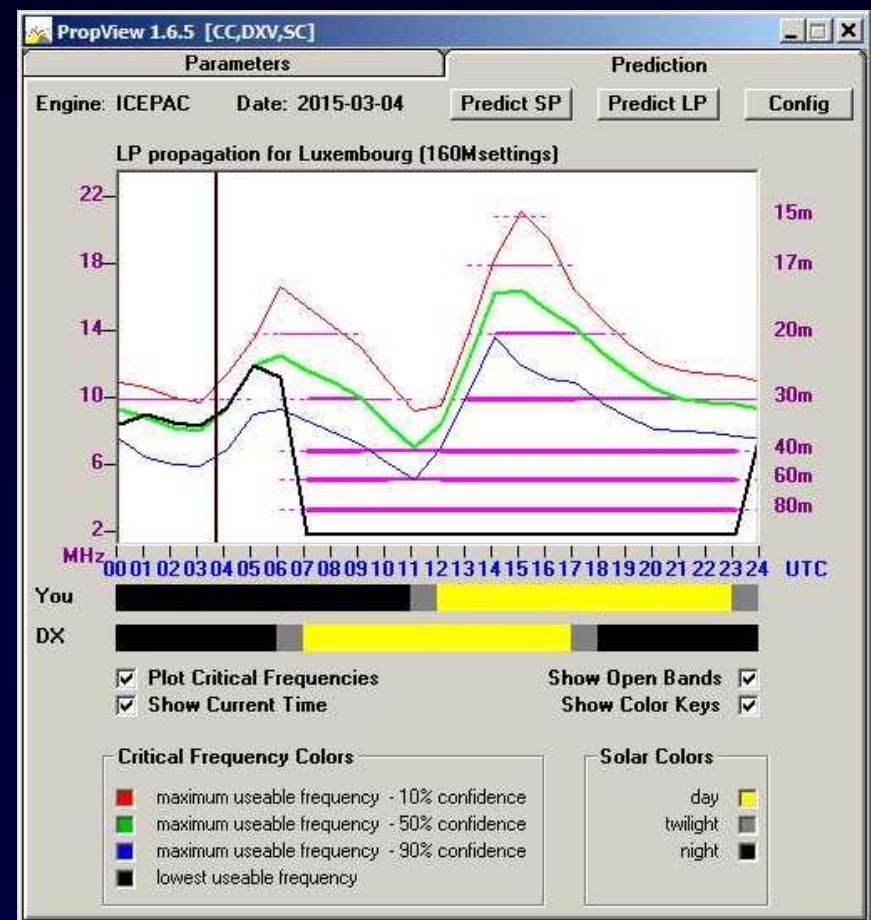 PropView 1.6.5 [CC,DXV,SC]
Parameters Prediction
Engine: ICEPAC Date: 2015-03-04 Predict SP Predict LP Config
LP propagation for Luxembourg (160Msettings)
22
15m
18
17m
14
20m
10
30m
40m
6
60m
80m
2
MHz
00 01 02 03 04 05 06 07 08 09 10 11 12 13 14 15 16 17 18 19 20 21 22 23 24 UTC
You
DX
Plot Critical Frequencies Show Open Bands
Show Current Time Show Color Keys
Critical Frequency Colors Solar Colors
maximum useable frequency - 10% confidence day
maximum useable frequency - 50% confidence twilight
maximum useable frequency - 90% confidence night
lowest useable frequency